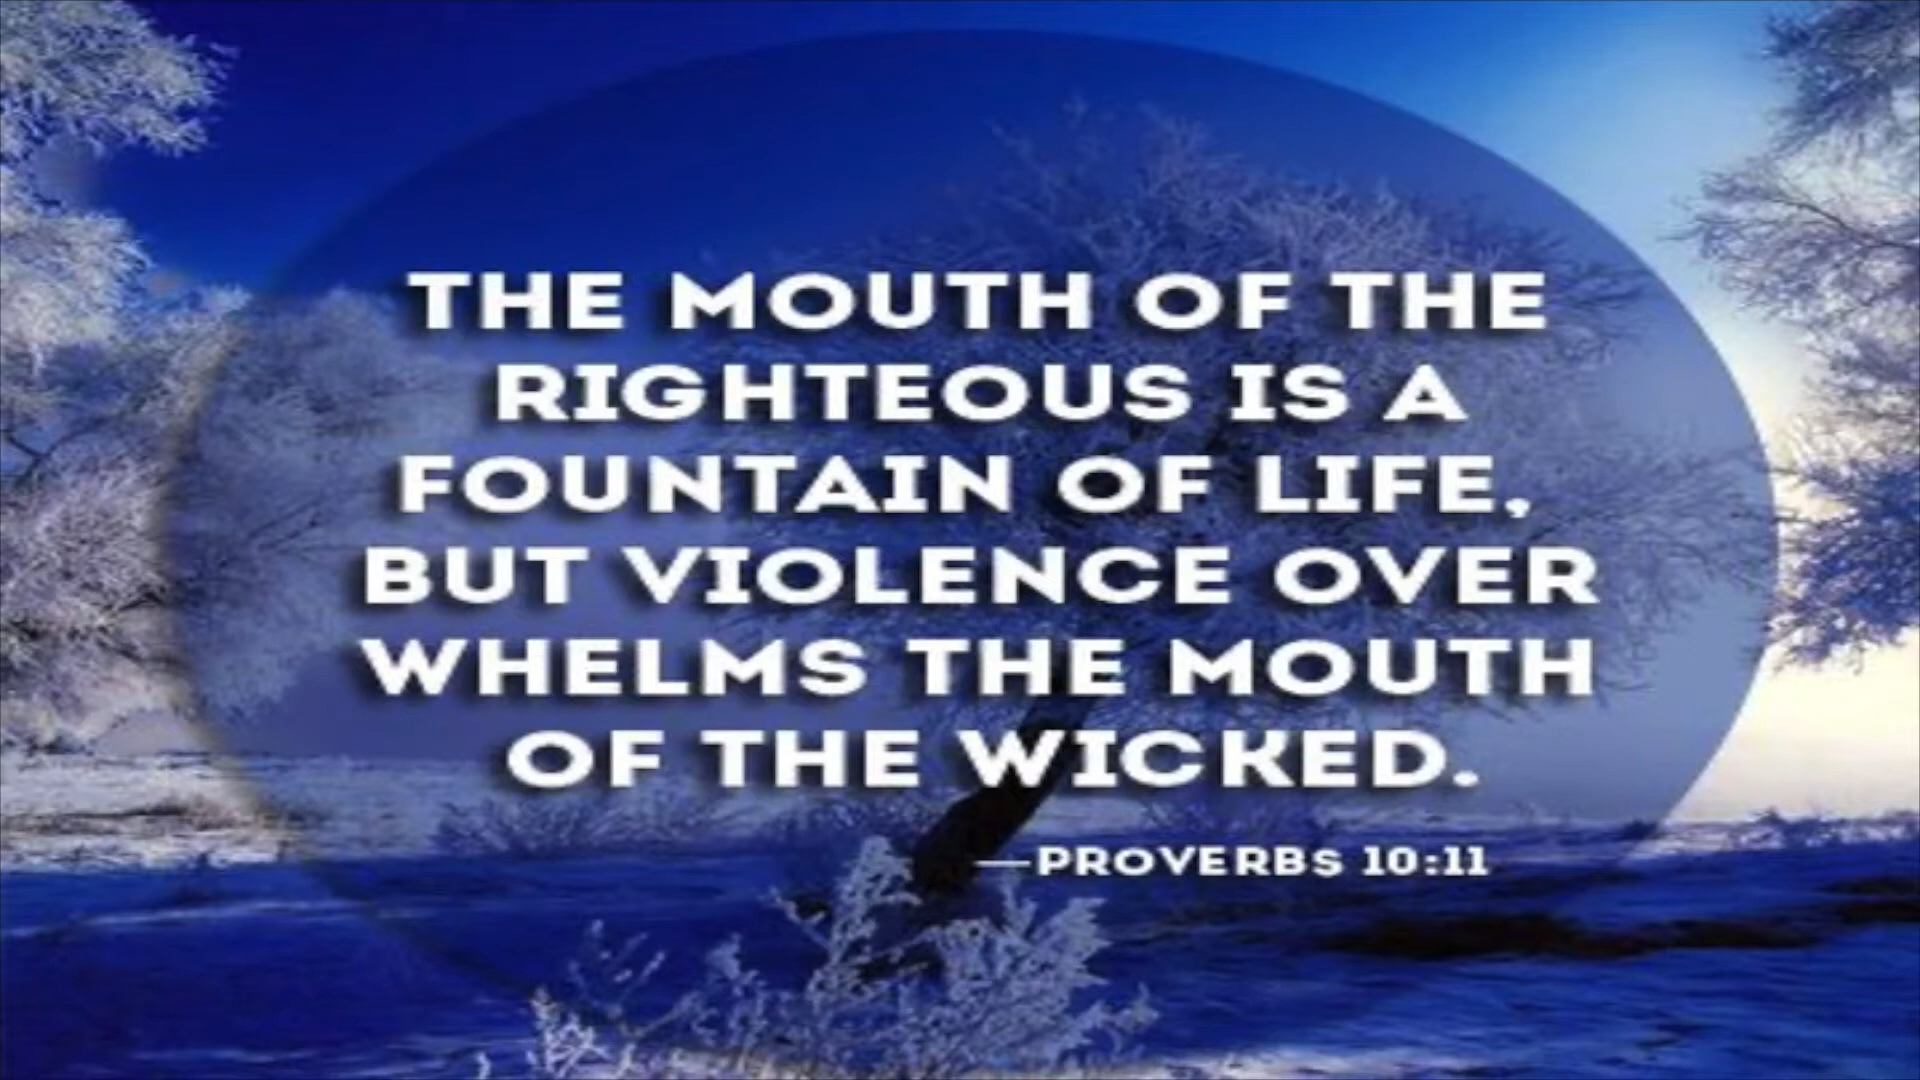 THE MOUTH OF THE
RIGHTEOUS IS A
FOUNTAIN OF LIFE,
BUT VIOLENCE OVER
WHELMS THE MOUTH
OF THE WICKED.
—PROVERBS 10:11